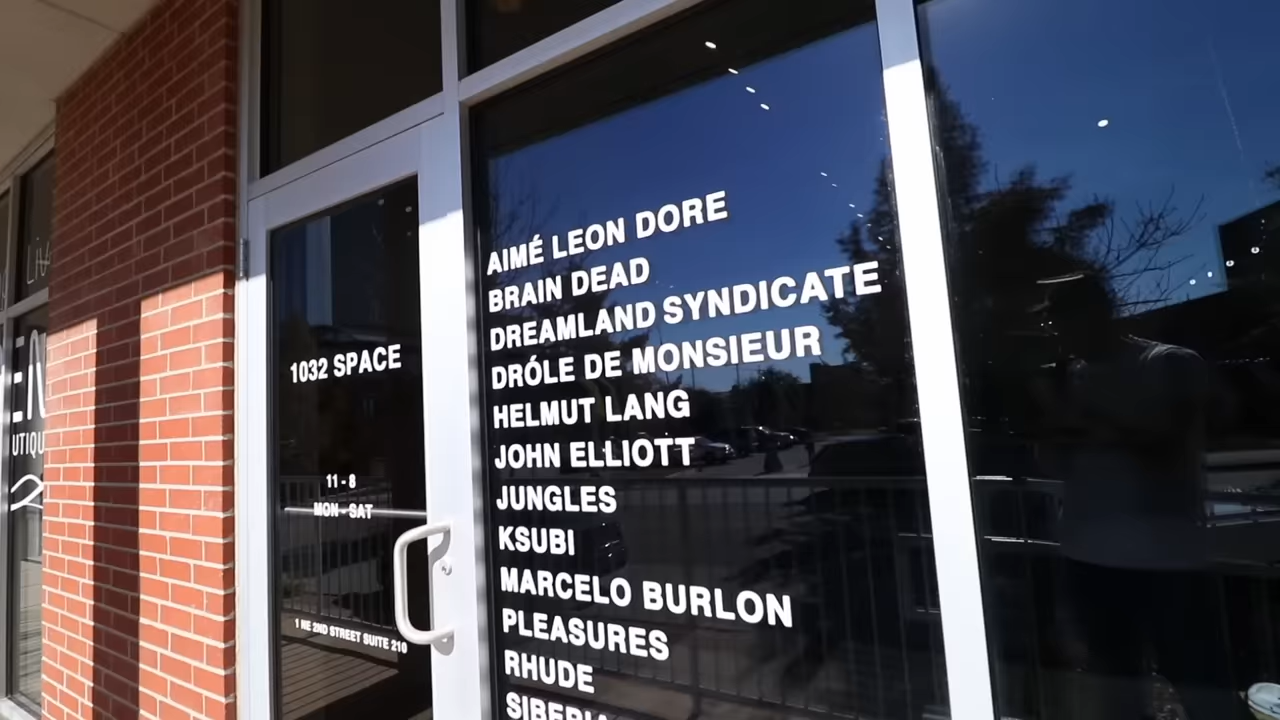 1032 SPACE
11 - 8
MON - SAT
1 NE 2ND STREET SUITE 210
AIMÉ LEON DORE
BRAIN DEAD
DREAMLAND SYNDICATE
DRÓLE DE MONSIEUR
HELMUT LANG
JOHN ELLIOTT
JUNGLES
KSUBI
MARCELO BURLON
PLEASURES
RHUDE